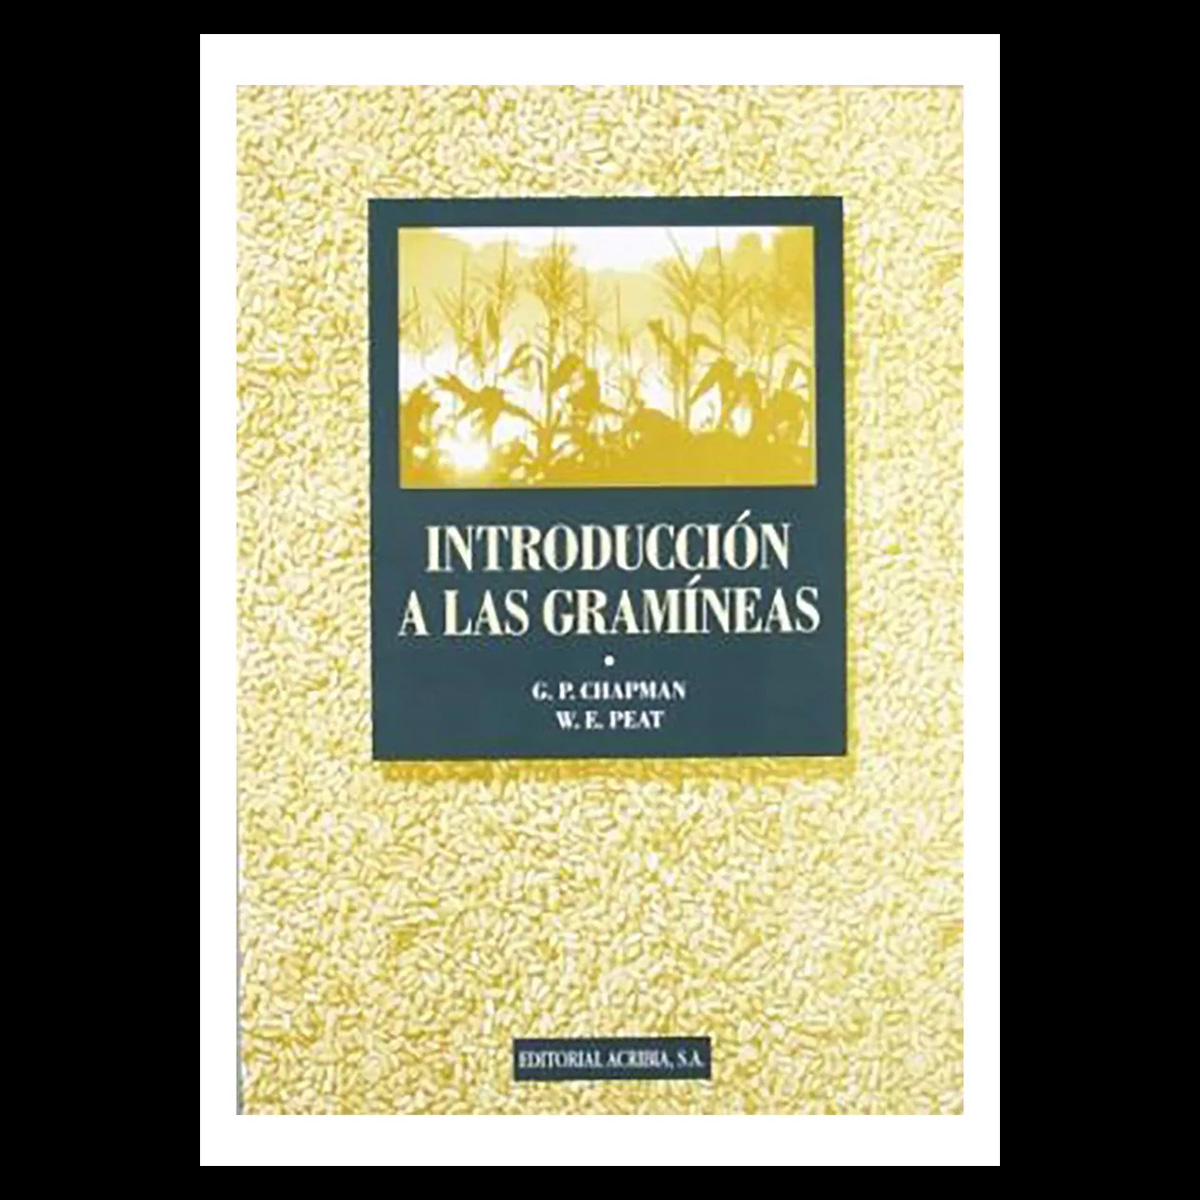 INTRODUCCIÓN
A LAS GRAMÍNEAS
•
G. P. CHAPMAN
W. E. PEAT
EDITORIAL ACRIBIA, S.A.